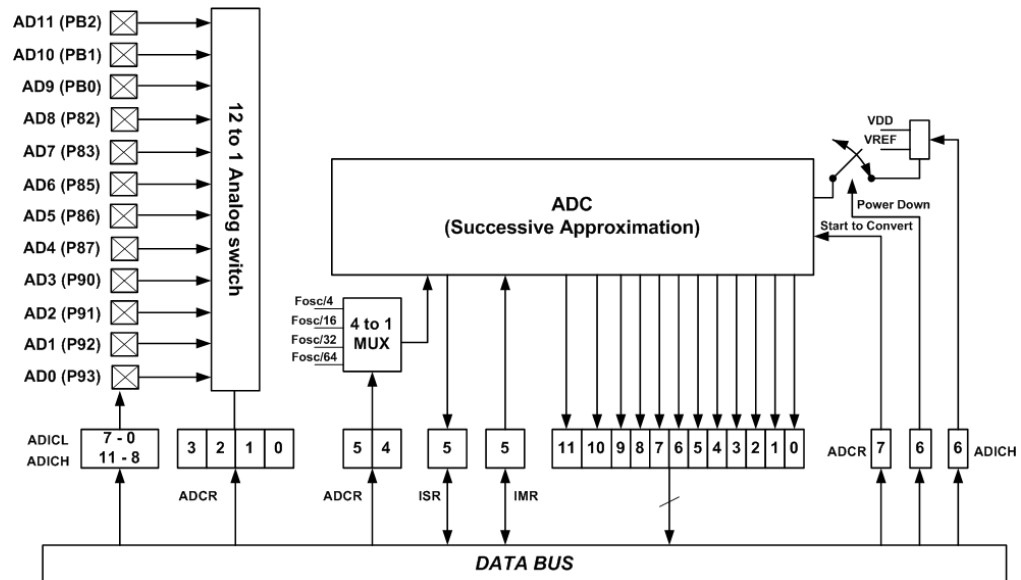 AD11 (PB2)
AD10 (PB1)
AD9 (PB0)
AD8 (P82)
AD7 (P83)
AD6 (P85)
AD5 (P86)
AD4 (P87)
AD3 (P90)
AD2 (P91)
AD1 (P92)
AD0 (P93)
12 to 1 Analog switch
ADC
(Successive Approximation)
VDD
VREF
Power Down
Start to Convert
Fosc/4
Fosc/16
Fosc/32
Fosc/64
4 to 1
MUX
ADICL
ADICH
7 - 0
11 - 8
3 2 1 0
ADCR
5 4
ADCR
5
ISR
5
IMR
11 10 9 8 7 6 5 4 3 2 1 0
ADCR 7 6 6 ADICH
DATA BUS